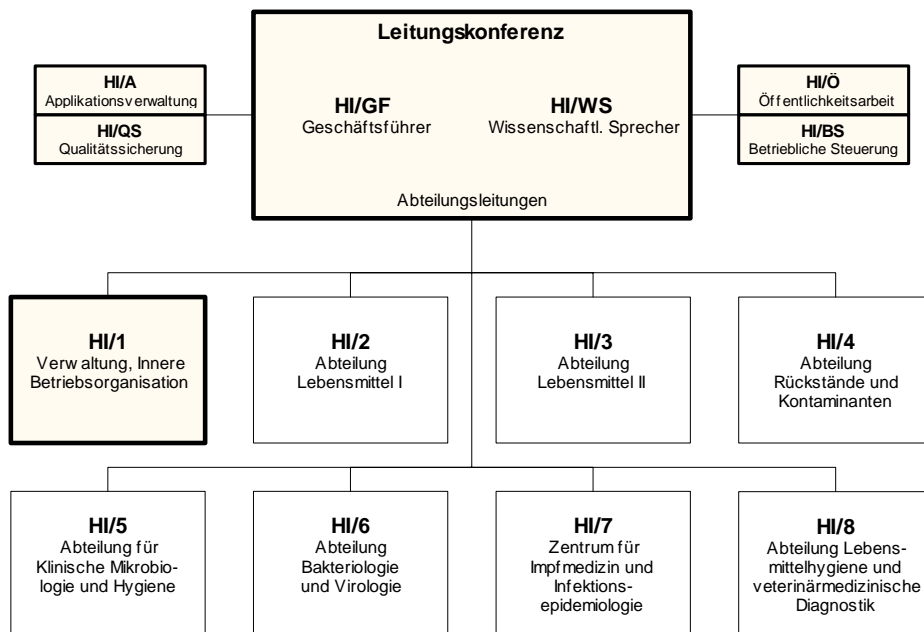 Leitungskonferenz
HI/A
Applikationsverwaltung
HI/QS
Qualitätssicherung
HI/GF
Geschäftsführer
HI/WS
Wissenschaftl. Sprecher
Abteilungsleitungen
HI/Ö
Öffentlichkeitsarbeit
HI/BS
Betriebliche Steuerung
HI/1
Verwaltung, Innere
Betriebsorganisation
HI/2
Abteilung
Lebensmittel I
HI/3
Abteilung
Lebensmittel II
HI/4
Abteilung
Rückstände und
Kontaminanten
HI/5
Abteilung für
Klinische Mikrobio-
logie und Hygiene
HI/6
Abteilung
Bakteriologie
und Virologie
HI/7
Zentrum für
Impfmedizin und
Infektions-
epidemiologie
HI/8
Abteilung Lebens-
mittelhygiene und
veterinärmedizinische
Diagnostik